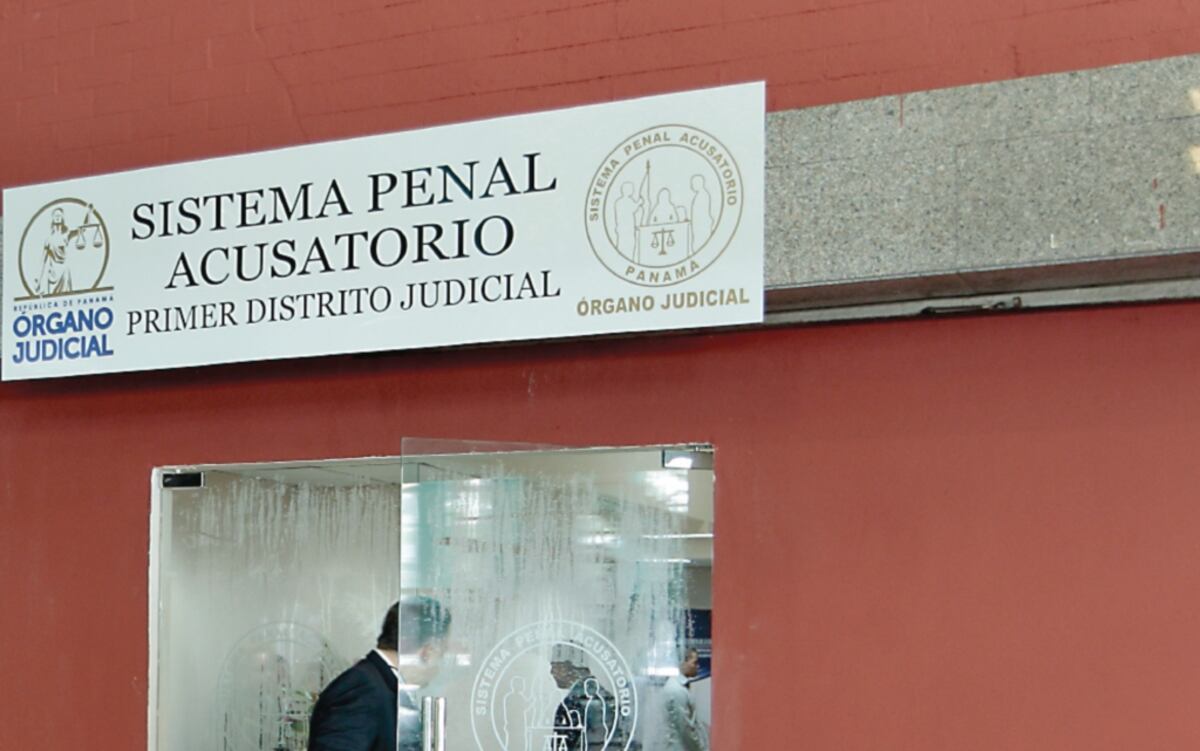 REPÚBLICA DE PANAMÁ
ÓRGANO
JUDICIAL
SISTEMA PENAL
ACUSATORIO
PRIMER DISTRITO JUDICIAL
SISTEMA PENAL ACUSATORIO
PANAMÁ
ÓRGANO JUDICIAL
SISTEMA PENAL ACUSATORIO